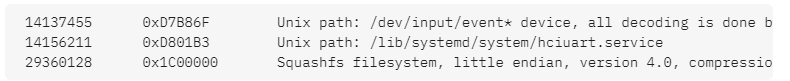 14137455 0xD7B86F Unix path: /dev/input/event* device, all decoding is done b
14156211 0xD801B3 Unix path: /lib/systemd/system/hciuart.service
29360128 0x1C00000 Squashfs filesystem, little endian, version 4.0, compressio